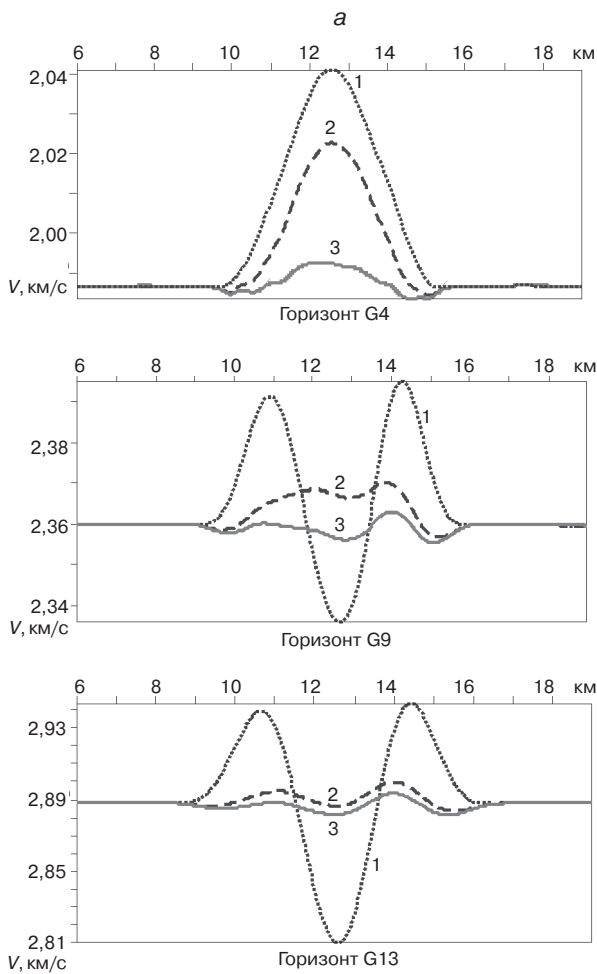 а
6 8 10 12 14 16 18 км
2,04
1
2
2,02
2,00
3
V, км/с
Горизонт G4
6 8 10 12 14 16 18 км
1
2,38
2
2,36
3
2,34
V, км/с
Горизонт G9
6 8 10 12 14 16 18 км
2,93
2
2,89
3
1
2,85
2,81
V, км/с
Горизонт G13